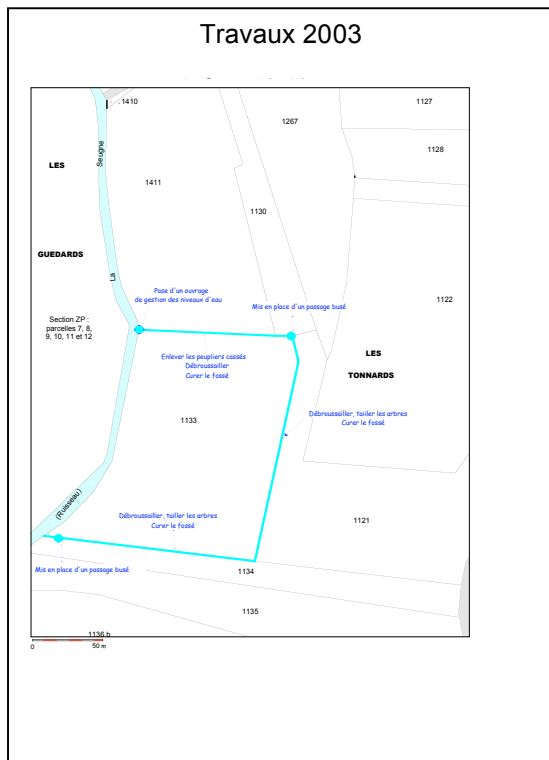 Travaux 2003
1410
1127
1267
LES
1128
Seugne
1411
1130
GUEDARDS
La
Pose d'un ouvrage
de gestion des niveaux d'eau
Mis en place d'un passage busé
1122
Section ZP :
parcelles 7, 8,
9, 10, 11 et 12
LES
TONNARDS
Enlever les peupliers cassés
Débroussailler
Curer le fossé
1133
Débroussailler, tailler les arbres
Curer le fossé
(Ruisseau)
Débroussailler, tailler les arbres
Curer le fossé
1121
Mis en place d'un passage busé
1134
1135
1136 b
0 50 m